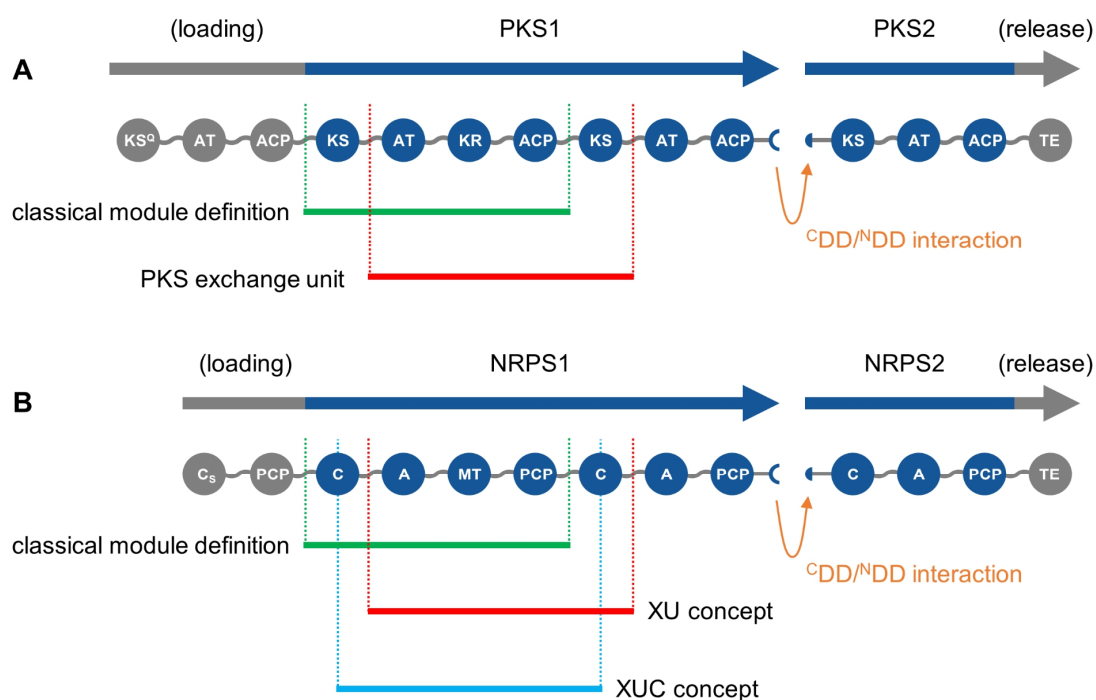 (loading) PKS1 PKS2 (release)
A
KSQ AT ACP KS AT KR ACP KS AT ACP KS AT ACP TE
classical module definition
CDD/NDD interaction
PKS exchange unit
(loading) NRPS1 NRPS2 (release)
B
CS PCP C A MT PCP C A PCP C A PCP TE
classical module definition
CDD/NDD interaction
XU concept
XUC concept